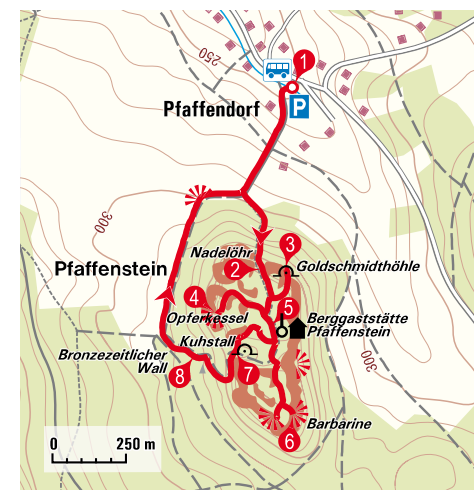 250
1
Pfaffendorf
P
300
Nadelöhr
3
2
Goldschmidthöhle
Pfaffenstein
4
5
Opferkessel
Berggaststätte
Pfaffenstein
Kuhstall
Bronzezeitlicher
Wall
7
8
300
Barbarine
6
0 250 m